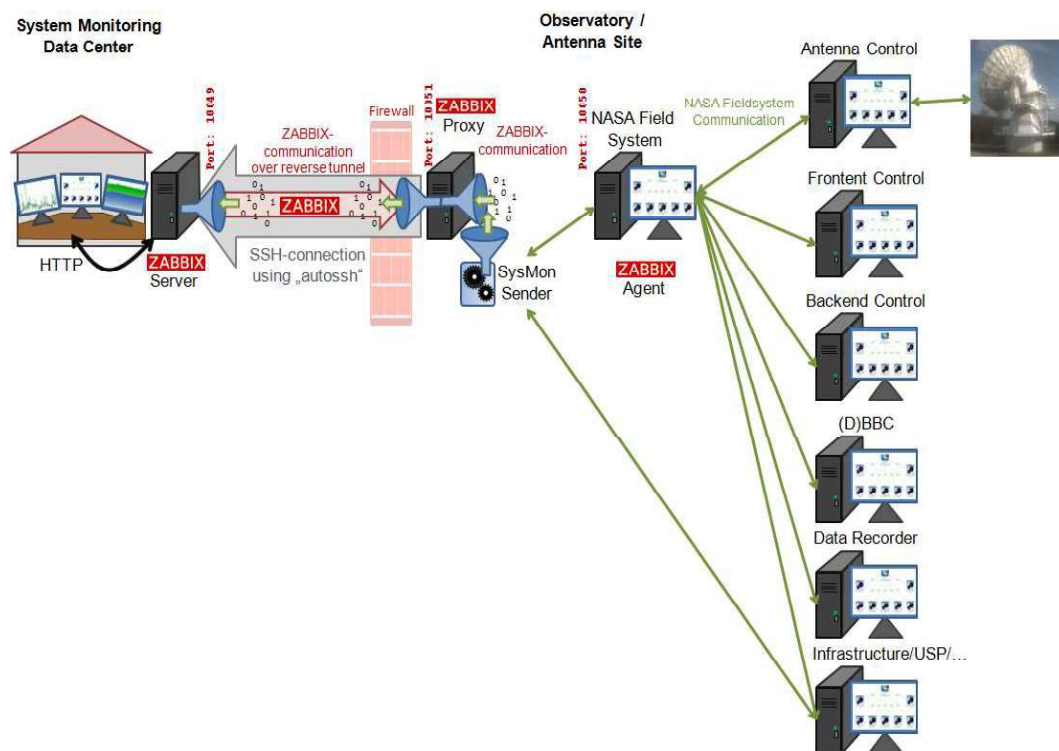 System Monitoring
Data Center
Observatory /
Antenna Site
Antenna Control
Port: 10049
Firewall
Port: 10051
ZABBIX
Proxy
Port: 10050
NASA Field
System
NASA Fieldsystem
Communication
ZABBIX-
communication
over reverse tunnel
ZABBIX-
communication
ZABBIX
Frontent Control
HTTP
ZABBIX
Server
SSH-connection
using „autossh“
SysMon
Sender
ZABBIX
Agent
Backend Control
(D)BBC
Data Recorder
Infrastructure/USP/...